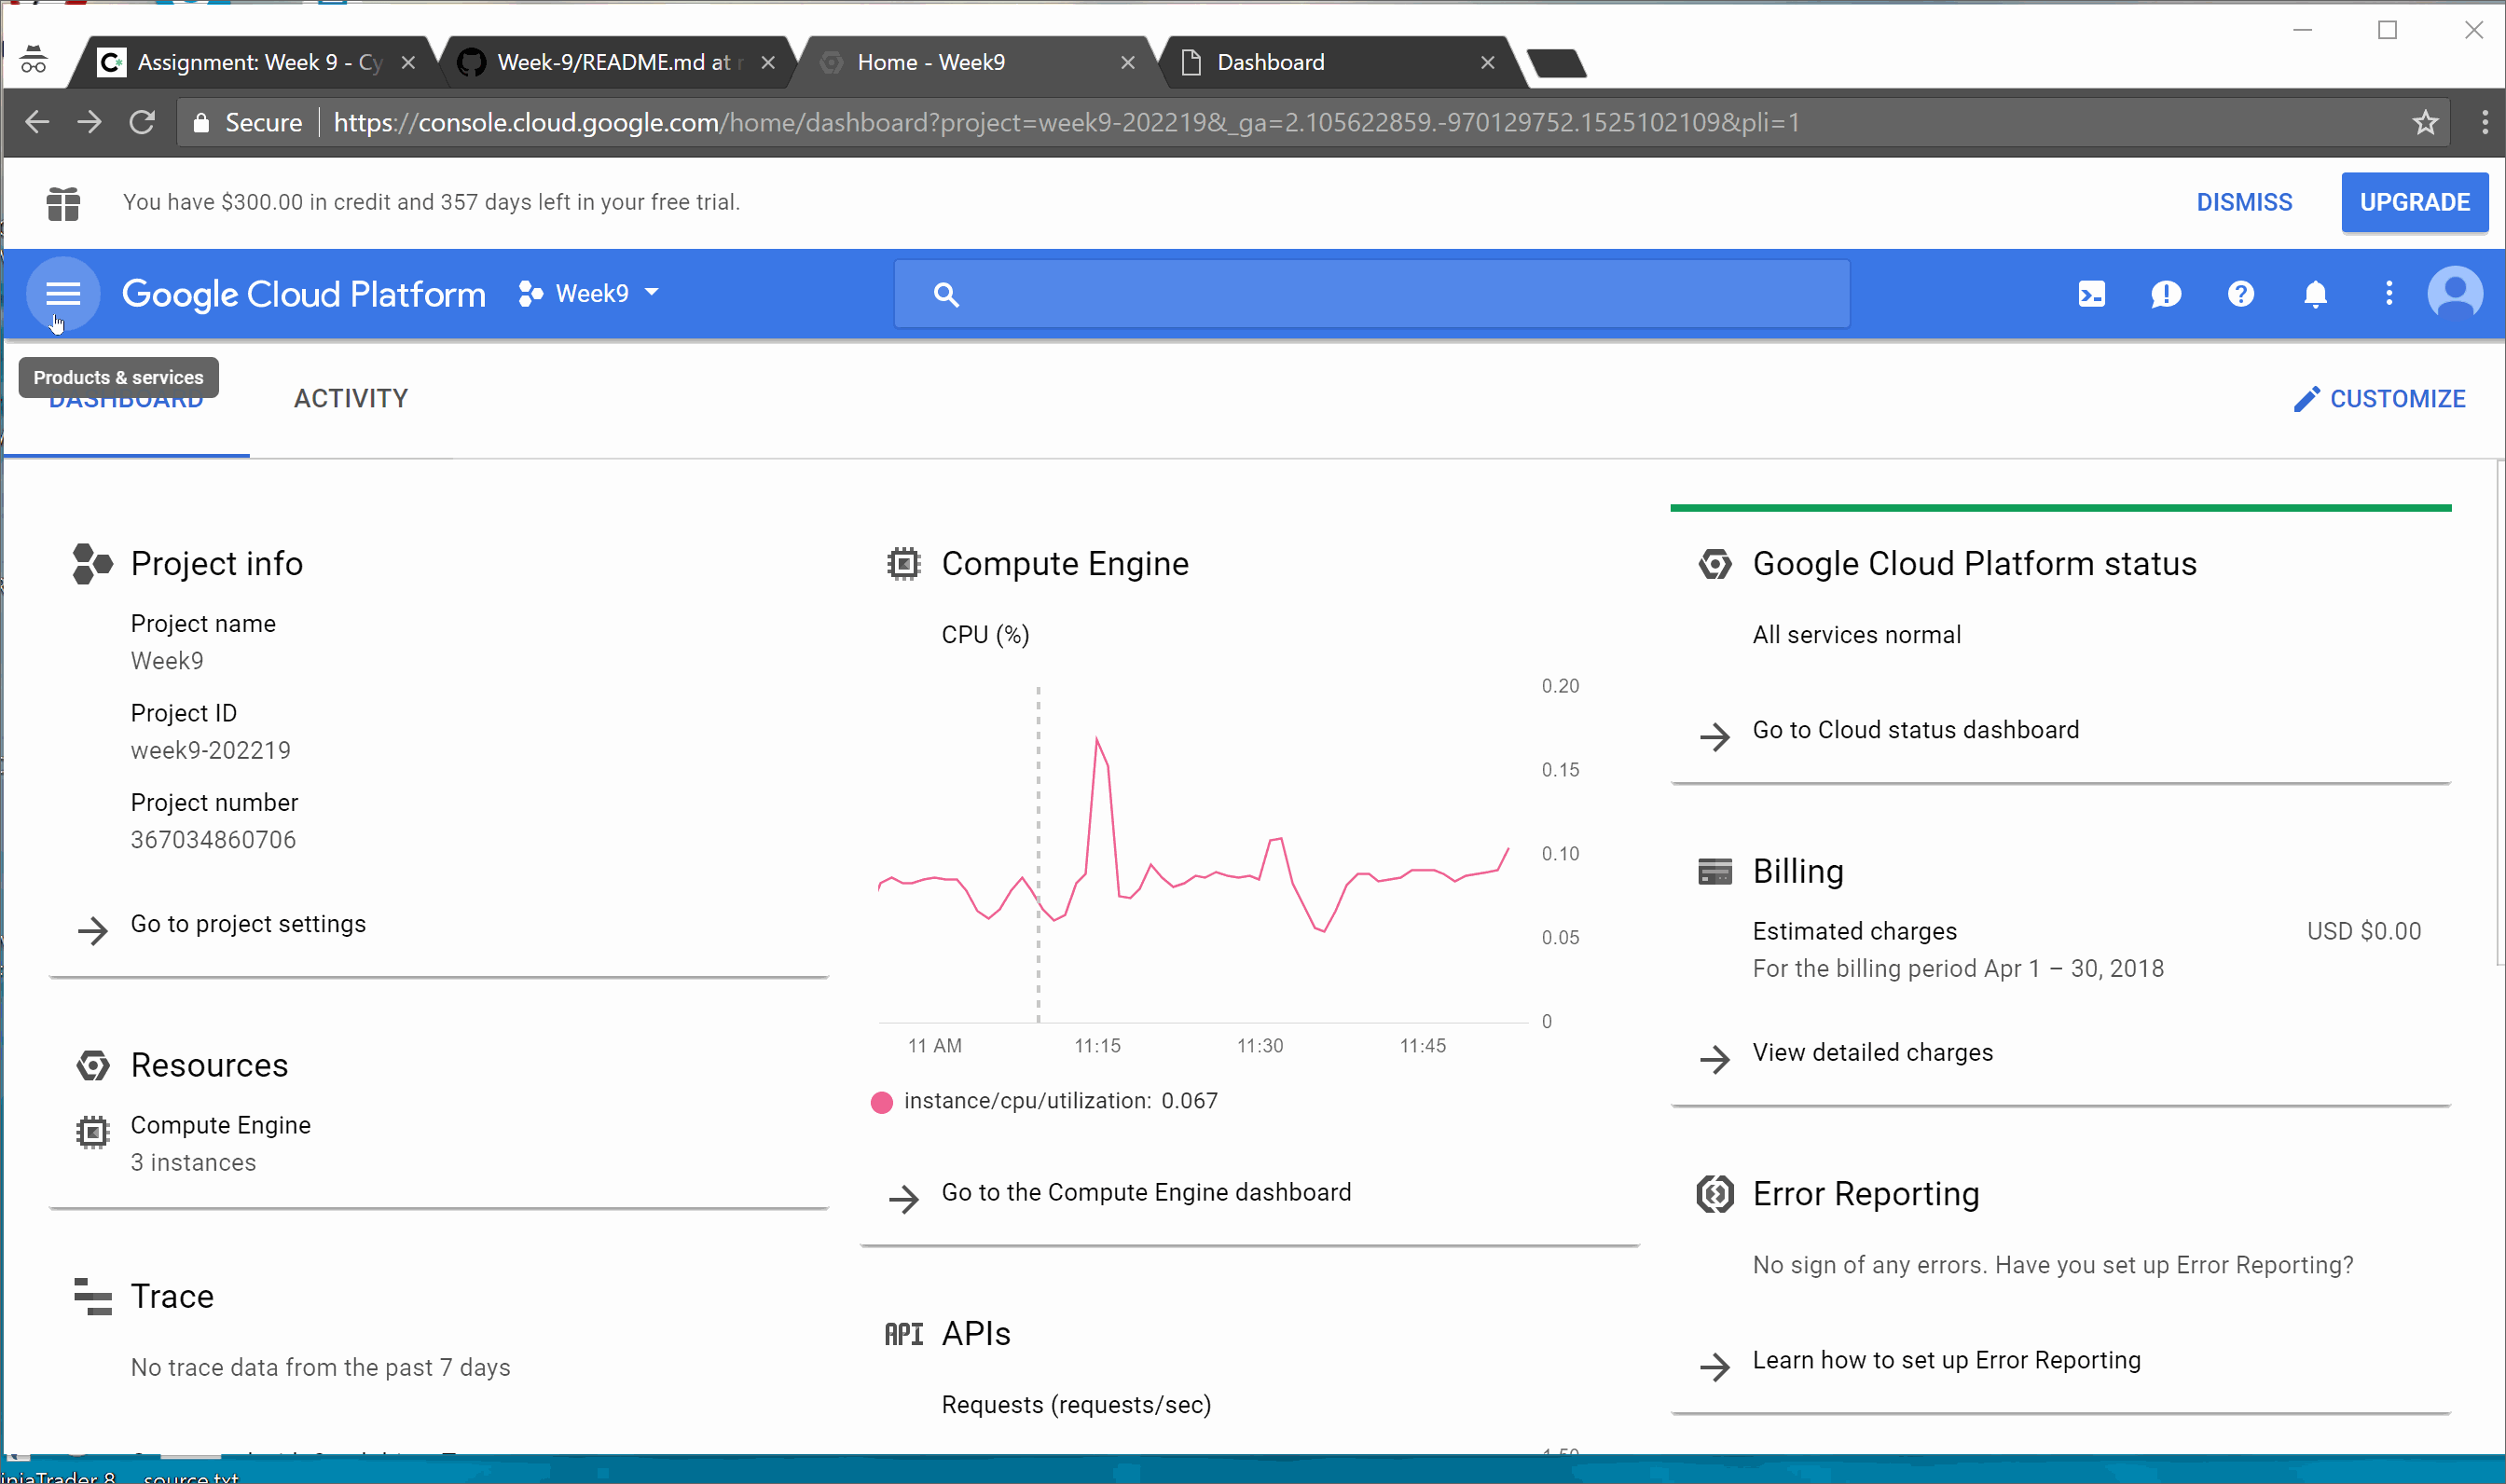 Assignment: Week 9 - Cy
Week-9/README.md at r
Home - Week9
Dashboard
Secure
https://console.cloud.google.com/home/dashboard?project=week9-202219&_ga=2.105622859.-970129752.1525102109&pli=1
You have $300.00 in credit and 357 days left in your free trial.
DISMISS
UPGRADE
Google Cloud Platform
Week9
Products & services
DASHBOARD
ACTIVITY
CUSTOMIZE
Project info
Project name
Week9
Project ID
week9-202219
Project number
367034860706
Go to project settings
Resources
Compute Engine
3 instances
Trace
No trace data from the past 7 days
Compute Engine
CPU (%)
0.20
0.15
0.10
0.05
0
11 AM
11:15
11:30
11:45
instance/cpu/utilization: 0.067
Go to the Compute Engine dashboard
API
APIs
Requests (requests/sec)
1.50
Google Cloud Platform status
All services normal
Go to Cloud status dashboard
Billing
Estimated charges
USD $0.00
For the billing period Apr 1 – 30, 2018
View detailed charges
Error Reporting
No sign of any errors. Have you set up Error Reporting?
Learn how to set up Error Reporting
injaTrader 8
source.txt